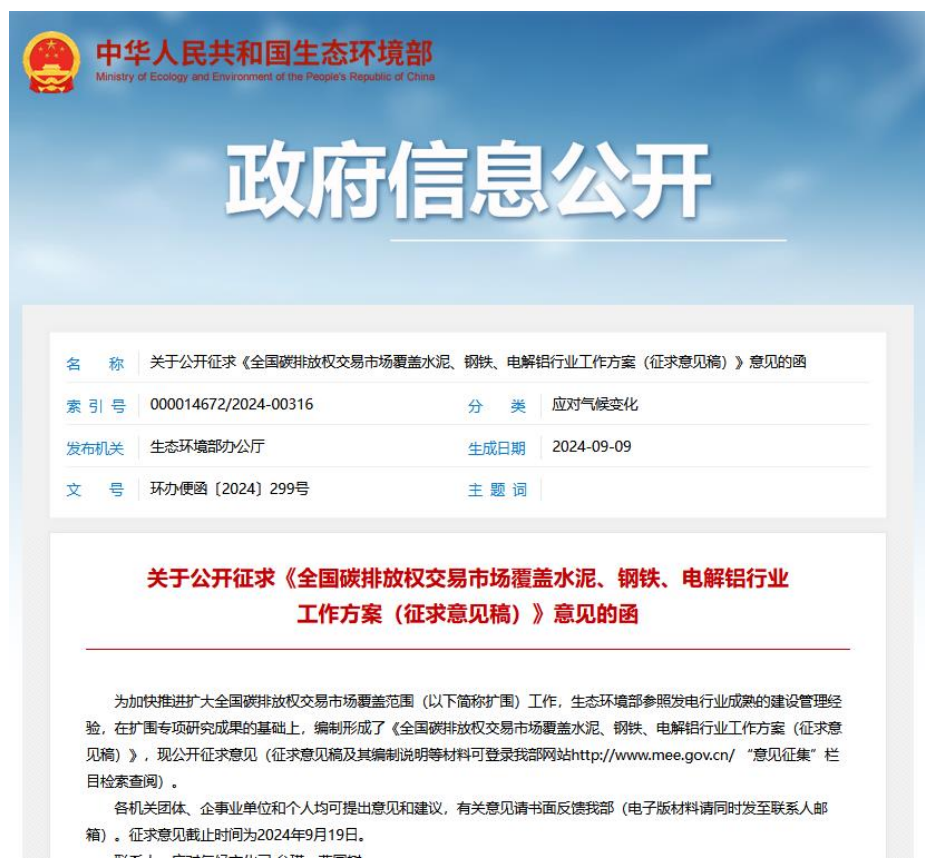 中华人民共和国生态环境部
Ministry of Ecology and Environment of the People's Republic of China
政府信息公开
名 称 关于公开征求《全国碳排放权交易市场覆盖水泥、钢铁、电解铝行业工作方案（征求意见稿）》意见的函
索 引 号 000014672/2024-00316 分 类 应对气候变化
发布机关 生态环境部办公厅 生成日期 2024-09-09
文 号 环办便函〔2024〕299号 主 题 词
关于公开征求《全国碳排放权交易市场覆盖水泥、钢铁、电解铝行业
工作方案（征求意见稿）》意见的函
为加快推进扩大全国碳排放权交易市场覆盖范围（以下简称扩围）工作，生态环境部参照发电行业成熟的建设管理经
验，在扩围专项研究成果的基础上，编制形成了《全国碳排放权交易市场覆盖水泥、钢铁、电解铝行业工作方案（征求意
见稿）》，现公开征求意见（征求意见稿及其编制说明等材料可登录我部网站http://www.mee.gov.cn/ “意见征集”栏
目检索查阅）。
各机关团体、企事业单位和个人均可提出意见和建议，有关意见请书面反馈我部（电子版材料请同时发至联系人邮
箱）。征求意见截止时间为2024年9月19日。